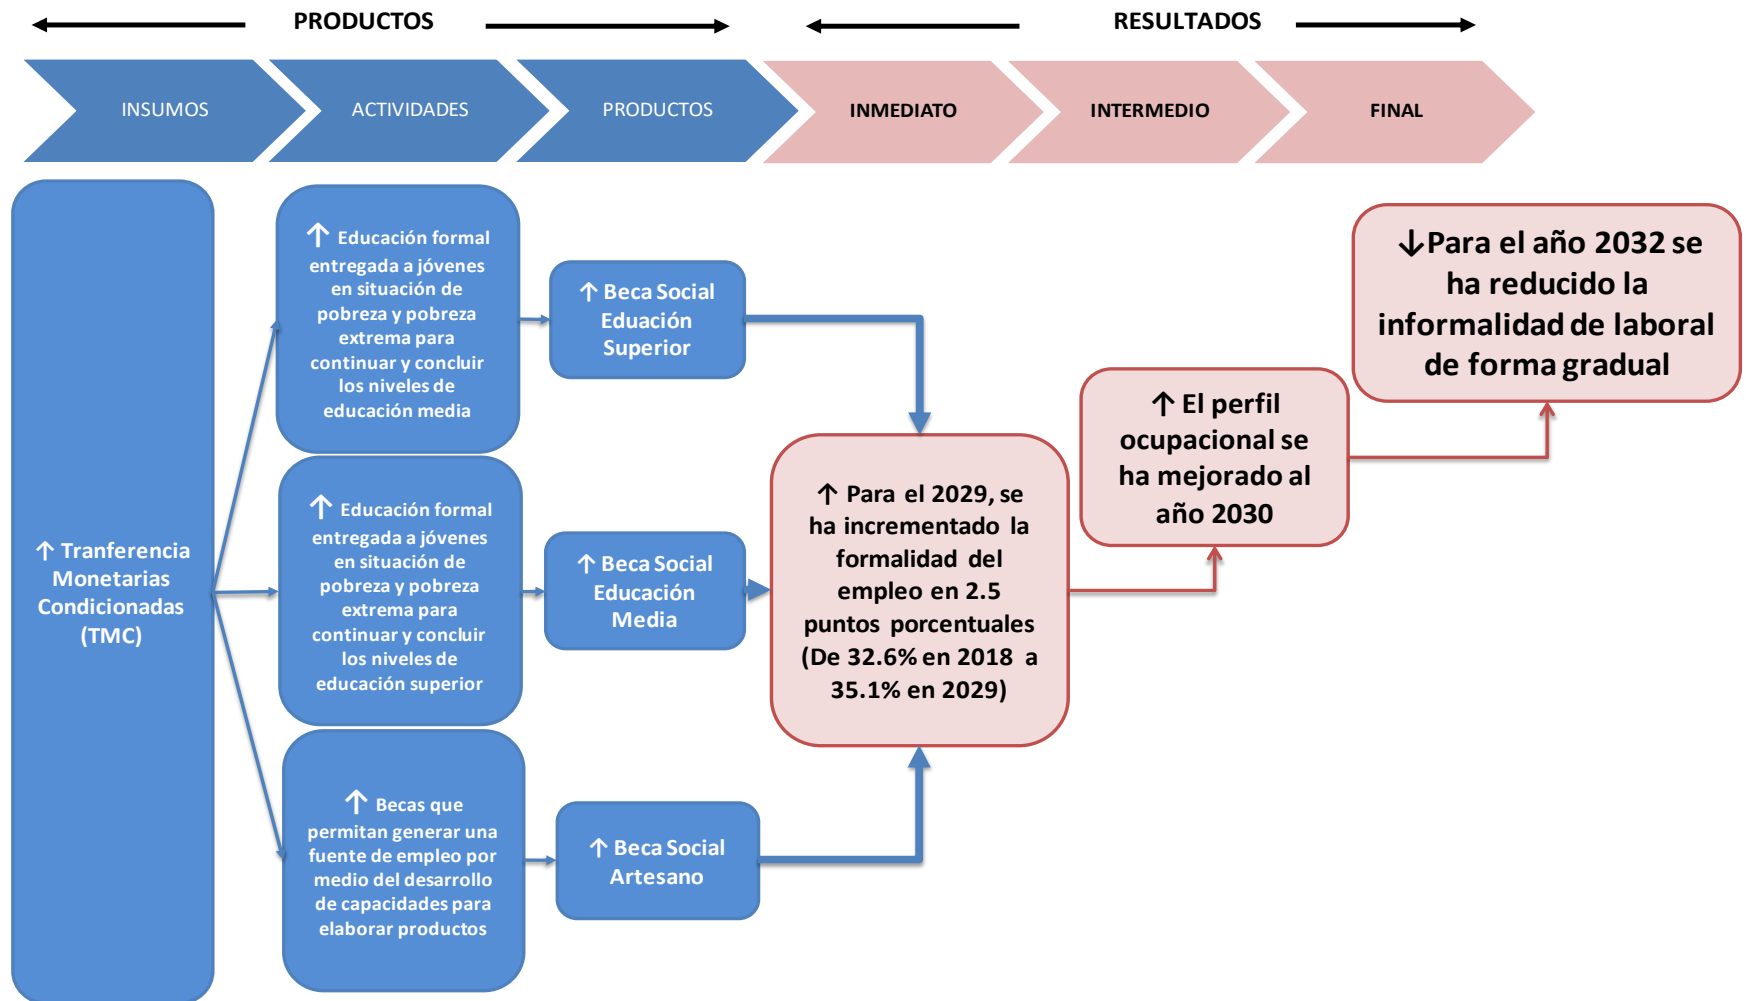 PRODUCTOS
RESULTADOS
INSUMOS
ACTIVIDADES
PRODUCTOS
INMEDIATO
INTERMEDIO
FINAL
↑ Tranferencia
Monetarias
Condicionadas
(TMC)
↑ Educación formal
entregada a jóvenes
en situación de
pobreza y pobreza
extrema para
continuar y concluir
los niveles de
educación media
↑ Educación formal
entregada a jóvenes
en situación de
pobreza y pobreza
extrema para
continuar y concluir
los niveles de
educación superior
↑ Becas que
permitan generar una
fuente de empleo por
medio del desarrollo
de capacidades para
elaborar productos
↑ Beca Social
Eduación
Superior
↑ Beca Social
Educación
Media
↑ Beca Social
Artesano
↑ Para el 2029, se
ha incrementado la
formalidad del
empleo en 2.5
puntos porcentuales
(De 32.6% en 2018 a
35.1% en 2029)
↑ El perfil
ocupacional se
ha mejorado al
año 2030
↓Para el año 2032 se
ha reducido la
informalidad de laboral
de forma gradual